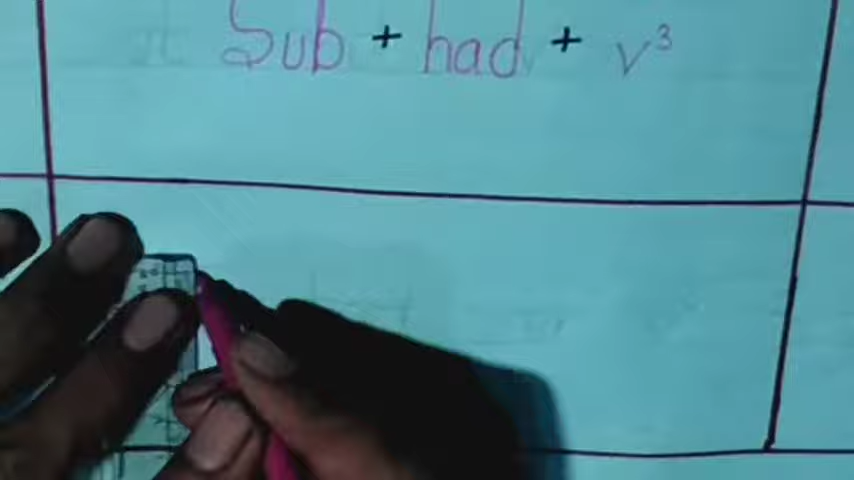 Sub + had + v³